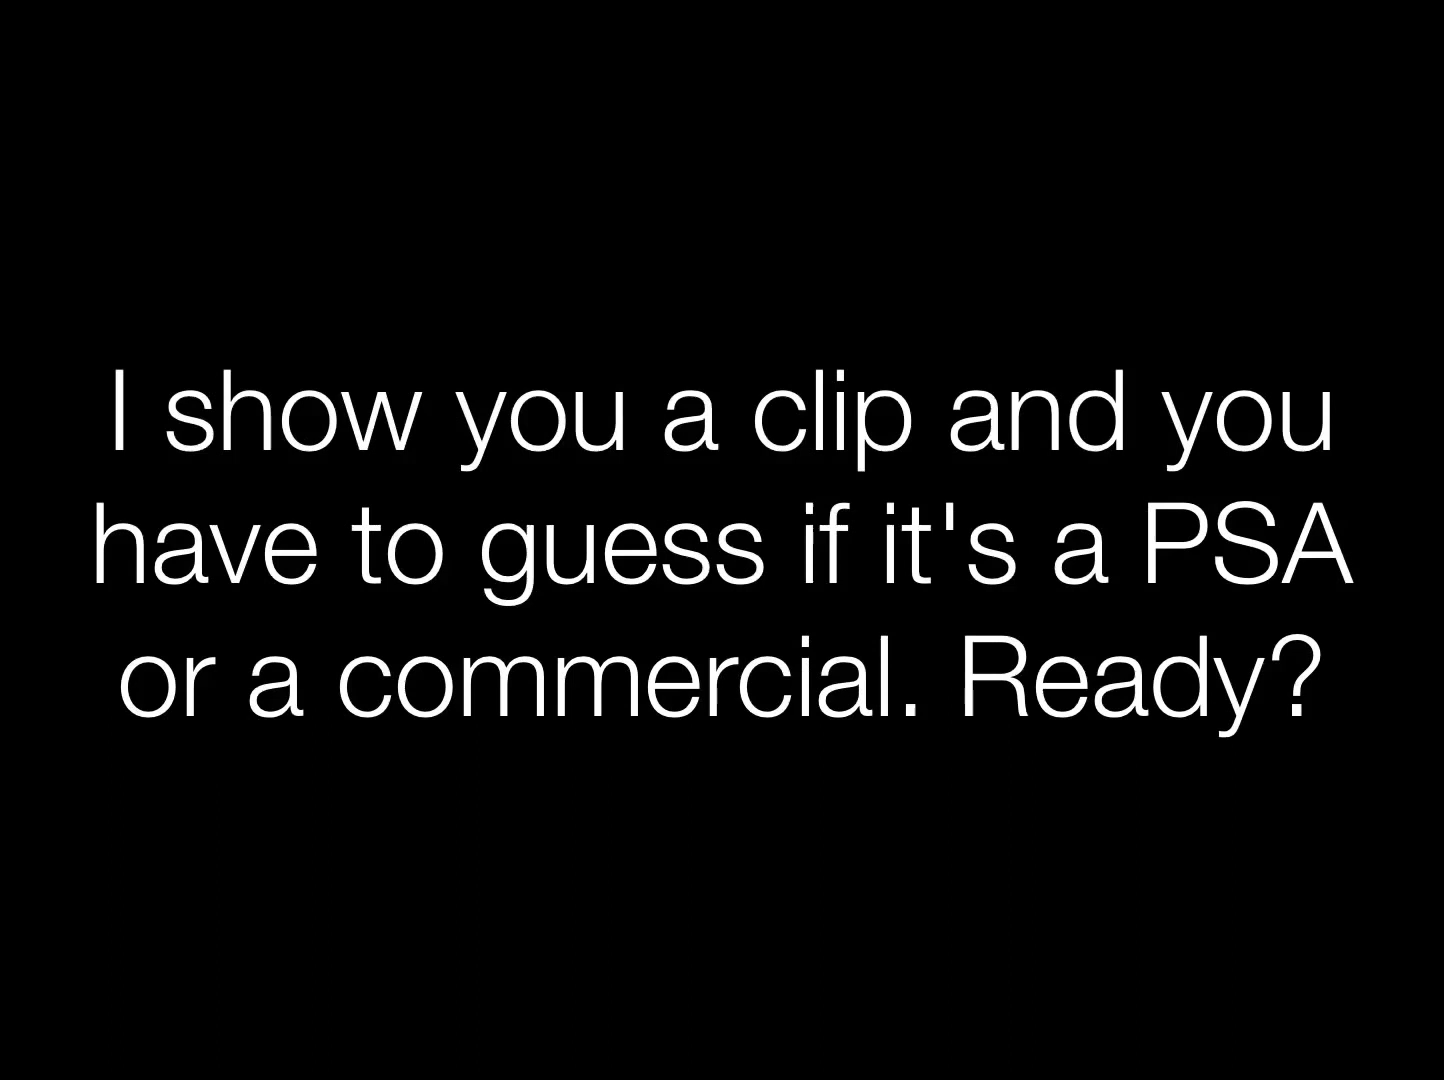 I show you a clip and you
have to guess if it's a PSA
or a commercial. Ready?